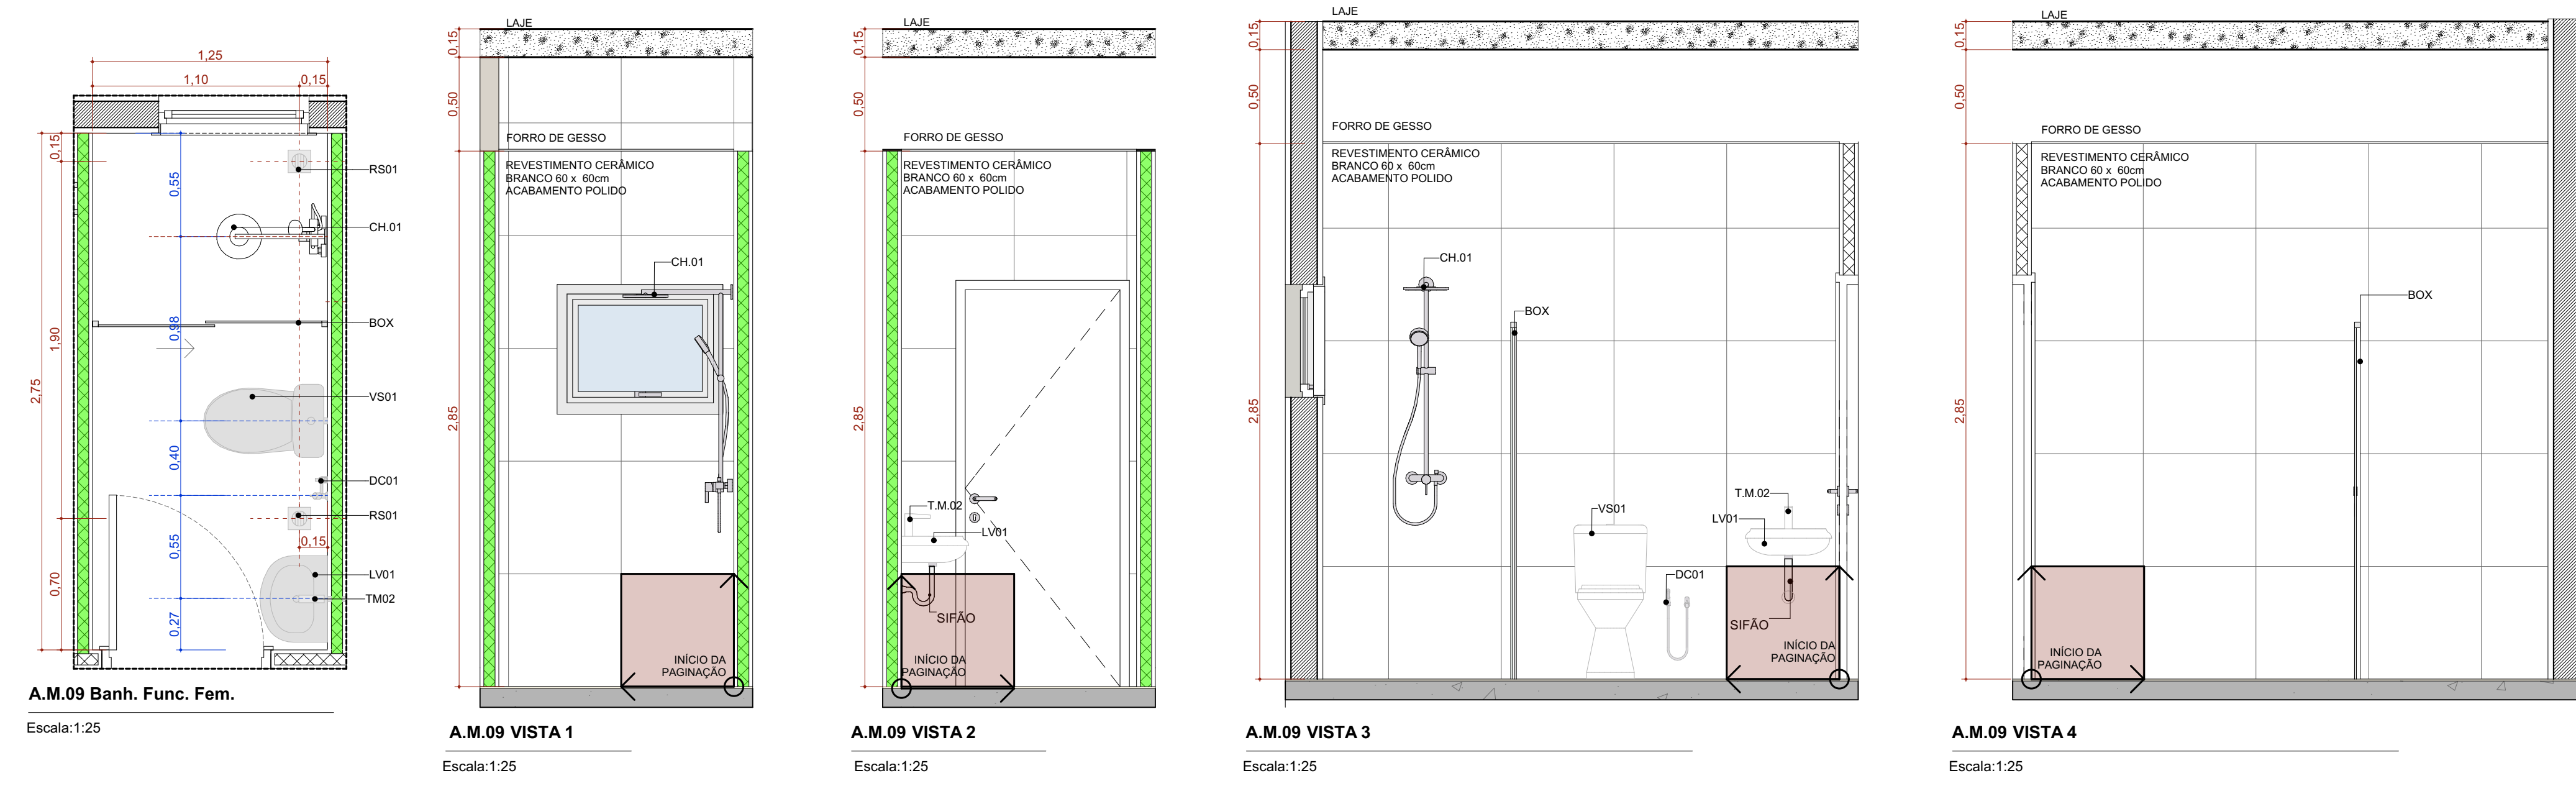 1,25
1,10
0,15
0,15
0,55
RS01
CH.01
0,98
BOX
1,90
2,75
VS01
0,40
DC01
RS01
0,15
0,55
0,70
LV01
TM02
0,27
A.M.09 Banh. Func. Fem.
Escala:1:25
LAJE
0,15
0,50
FORRO DE GESSO
REVESTIMENTO CERÂMICO
BRANCO 60 x 60cm
ACABAMENTO POLIDO
CH.01
2,85
INÍCIO DA
PAGINAÇÃO
A.M.09 VISTA 1
Escala:1:25
LAJE
0,15
0,50
FORRO DE GESSO
REVESTIMENTO CERÂMICO
BRANCO 60 x 60cm
ACABAMENTO POLIDO
2,85
T.M.02
LV01
SIFÃO
INÍCIO DA
PAGINAÇÃO
A.M.09 VISTA 2
Escala:1:25
LAJE
0,15
0,50
FORRO DE GESSO
REVESTIMENTO CERÂMICO
BRANCO 60 x 60cm
ACABAMENTO POLIDO
CH.01
BOX
2,85
T.M.02
VS01
LV01
DC01
SIFÃO
INÍCIO DA
PAGINAÇÃO
A.M.09 VISTA 3
Escala:1:25
LAJE
0,15
0,50
FORRO DE GESSO
REVESTIMENTO CERÂMICO
BRANCO 60 x 60cm
ACABAMENTO POLIDO
BOX
2,85
INÍCIO DA
PAGINAÇÃO
A.M.09 VISTA 4
Escala:1:25